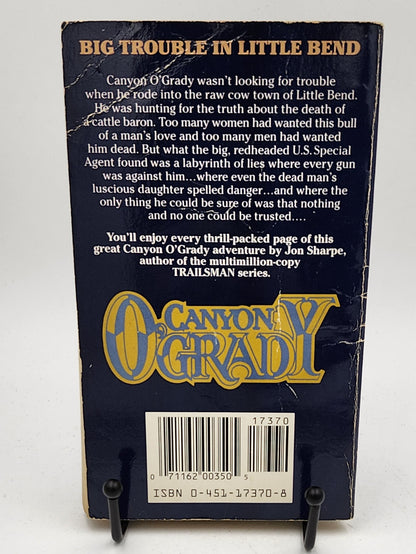 BIG TROUBLE IN LITTLE BEND
Canyon O'Grady wasn't looking for trouble
when he rode into the raw cow town of Little Bend.
He was hunting for the truth about the death of
a cattle baron. Too many women had wanted this bull
of a man's love and too many men had wanted
him dead. But what the big, redheaded U.S. Special
Agent found was a labyrinth of lies where every gun
was against him...where even the dead man's
luscious daughter spelled danger...and where the
only thing he could be sure of was that nothing
and no one could be trusted....
You'll enjoy every thrill-packed page of this
great Canyon O'Grady adventure by Jon Sharpe,
author of the multimillion-copy
TRAILSMAN series.
CANYON
O'GRADY
17370
0 71162 00350 5
ISBN 0-451-17370-8